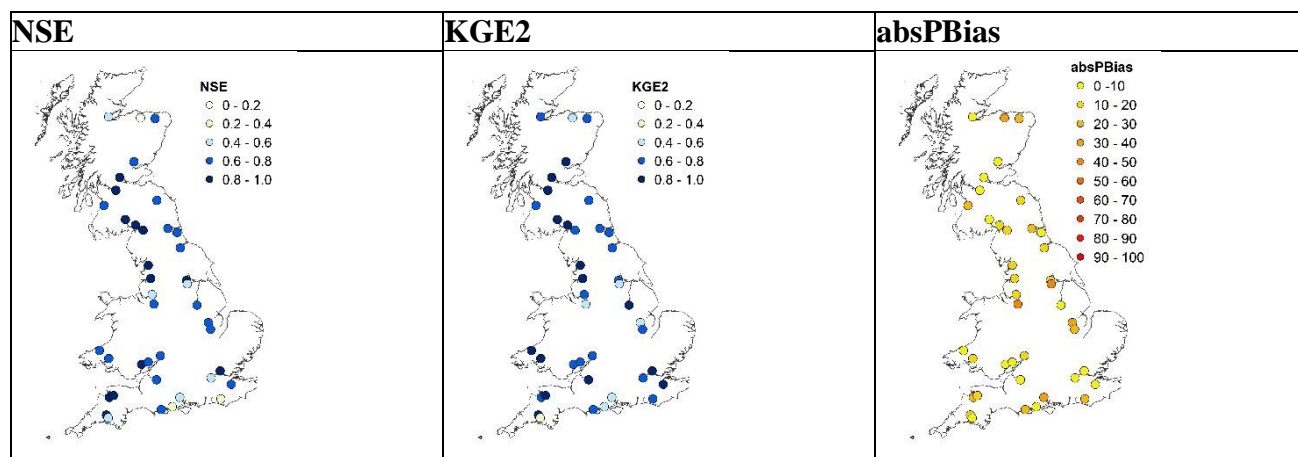 NSE
KGE2
absPBias
NSE
0 - 0.2
0.2 - 0.4
0.4 - 0.6
0.6 - 0.8
0.8 - 1.0
KGE2
0 - 0.2
0.2 - 0.4
0.4 - 0.6
0.6 - 0.8
0.8 - 1.0
absPBias
0 -10
10 - 20
20 - 30
30 - 40
40 - 50
50 - 60
60 - 70
70 - 80
80 - 90
90 - 100